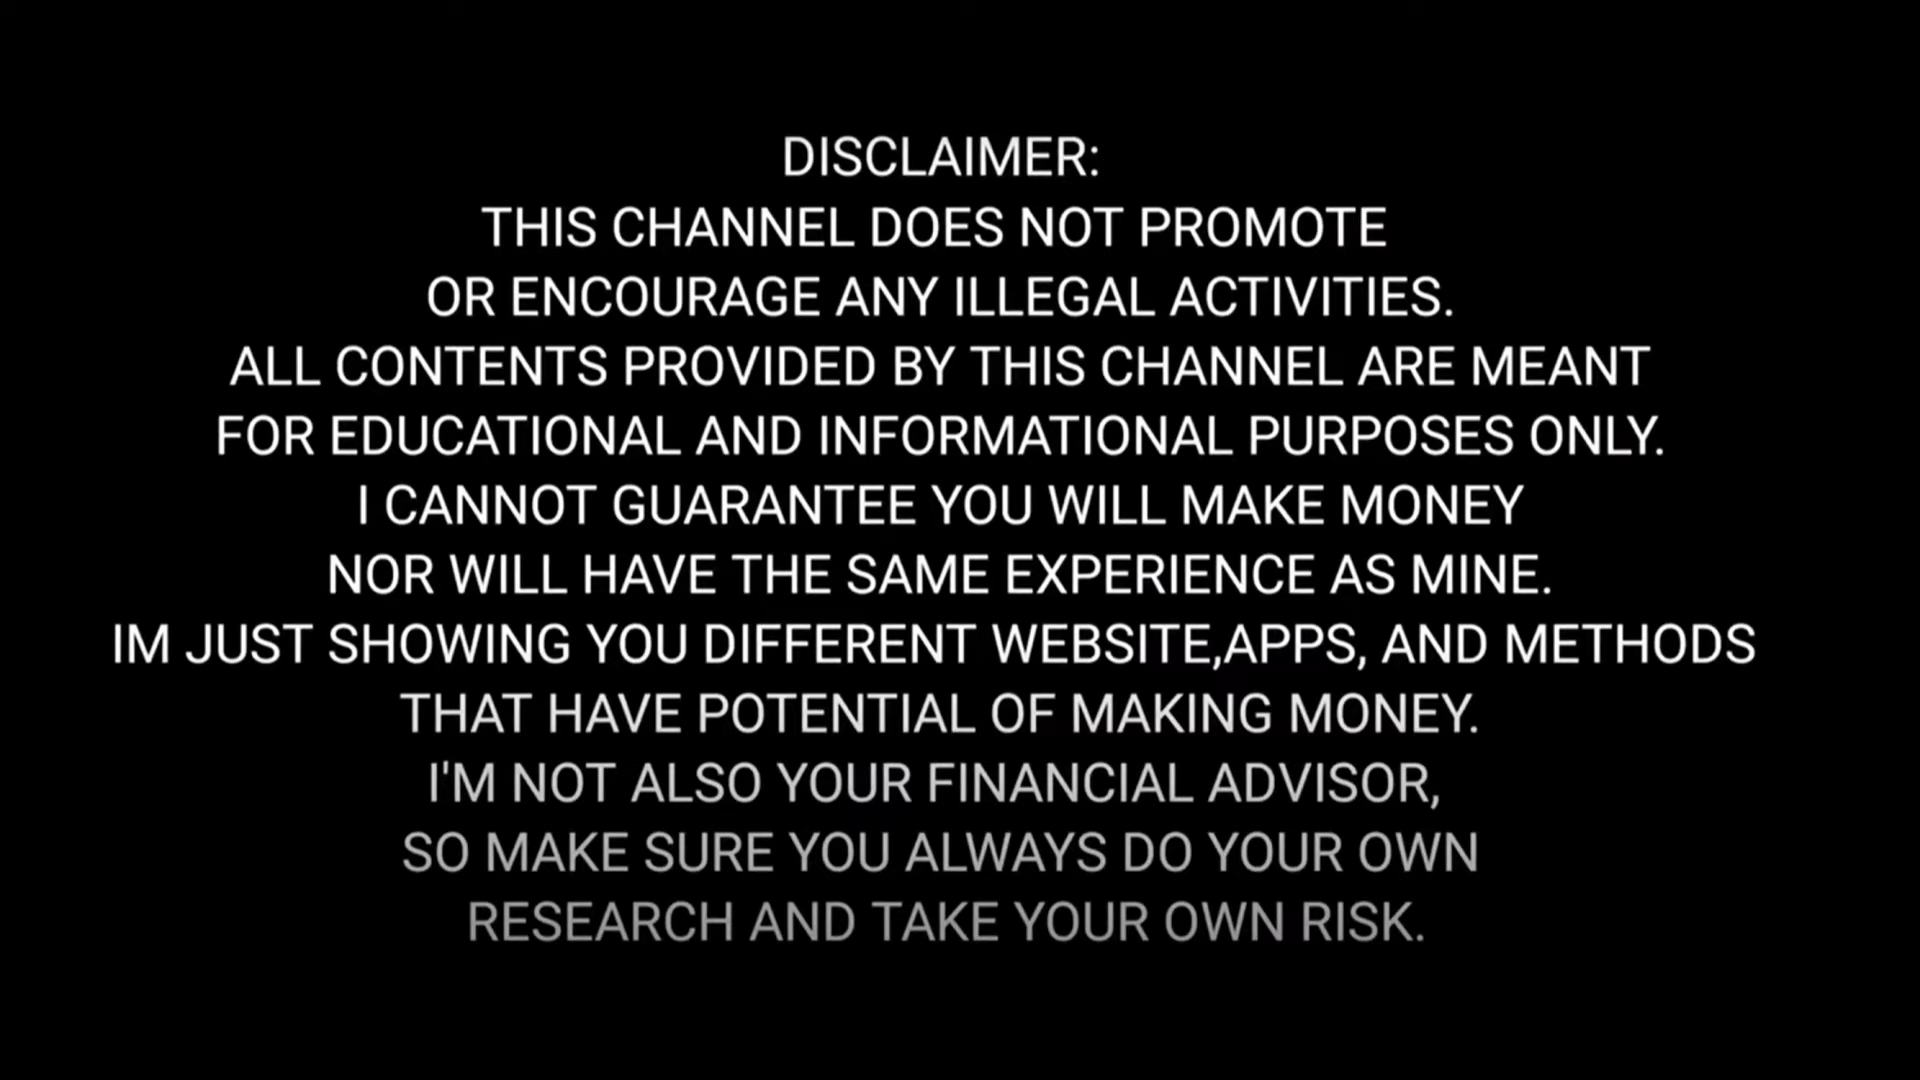 DISCLAIMER:
THIS CHANNEL DOES NOT PROMOTE
OR ENCOURAGE ANY ILLEGAL ACTIVITIES.
ALL CONTENTS PROVIDED BY THIS CHANNEL ARE MEANT
FOR EDUCATIONAL AND INFORMATIONAL PURPOSES ONLY.
I CANNOT GUARANTEE YOU WILL MAKE MONEY
NOR WILL HAVE THE SAME EXPERIENCE AS MINE.
IM JUST SHOWING YOU DIFFERENT WEBSITE,APPS, AND METHODS
THAT HAVE POTENTIAL OF MAKING MONEY.
I'M NOT ALSO YOUR FINANCIAL ADVISOR,
SO MAKE SURE YOU ALWAYS DO YOUR OWN
RESEARCH AND TAKE YOUR OWN RISK.